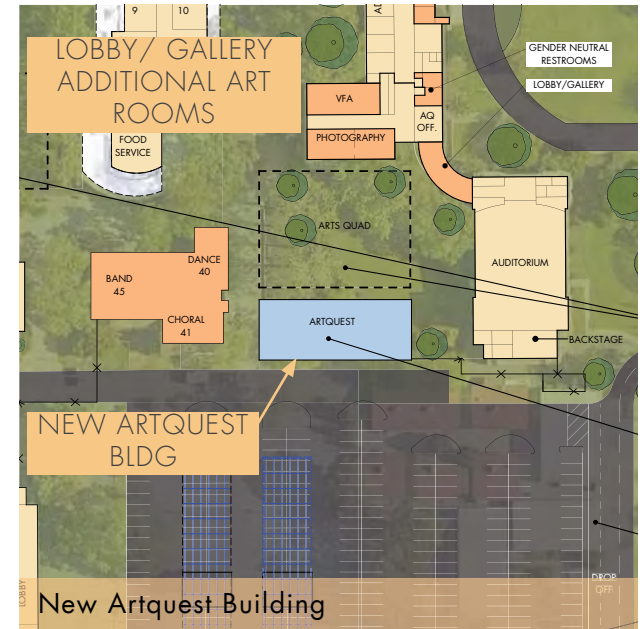 9
10
AD
LOBBY/ GALLERY
ADDITIONAL ART
ROOMS
GENDER NEUTRAL
RESTROOMS
LOBBY/GALLERY
VFA
AQ
OFF.
FOOD
SERVICE
PHOTOGRAPHY
ARTS QUAD
DANCE
40
BAND
45
AUDITORIUM
CHORAL
41
ARTQUEST
BACKSTAGE
NEW ARTQUEST
BLDG
DROP
OFF
LOBBY
New Artquest Building